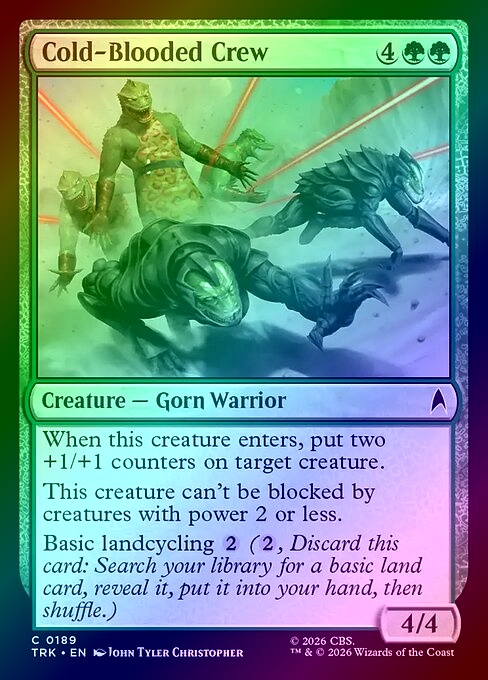 Cold-Blooded Crew 4
Creature — Gorn Warrior
When this creature enters, put two
+1/+1 counters on target creature.
This creature can't be blocked by
creatures with power 2 or less.
Basic landcycling 2 (2, Discard this
card: Search your library for a basic land
card, reveal it, put it into your hand, then
shuffle.)
4/4
C 0189
TRK • EN John Tyler Christopher
© 2026 CBS.
™ & © 2026 Wizards of the Coast